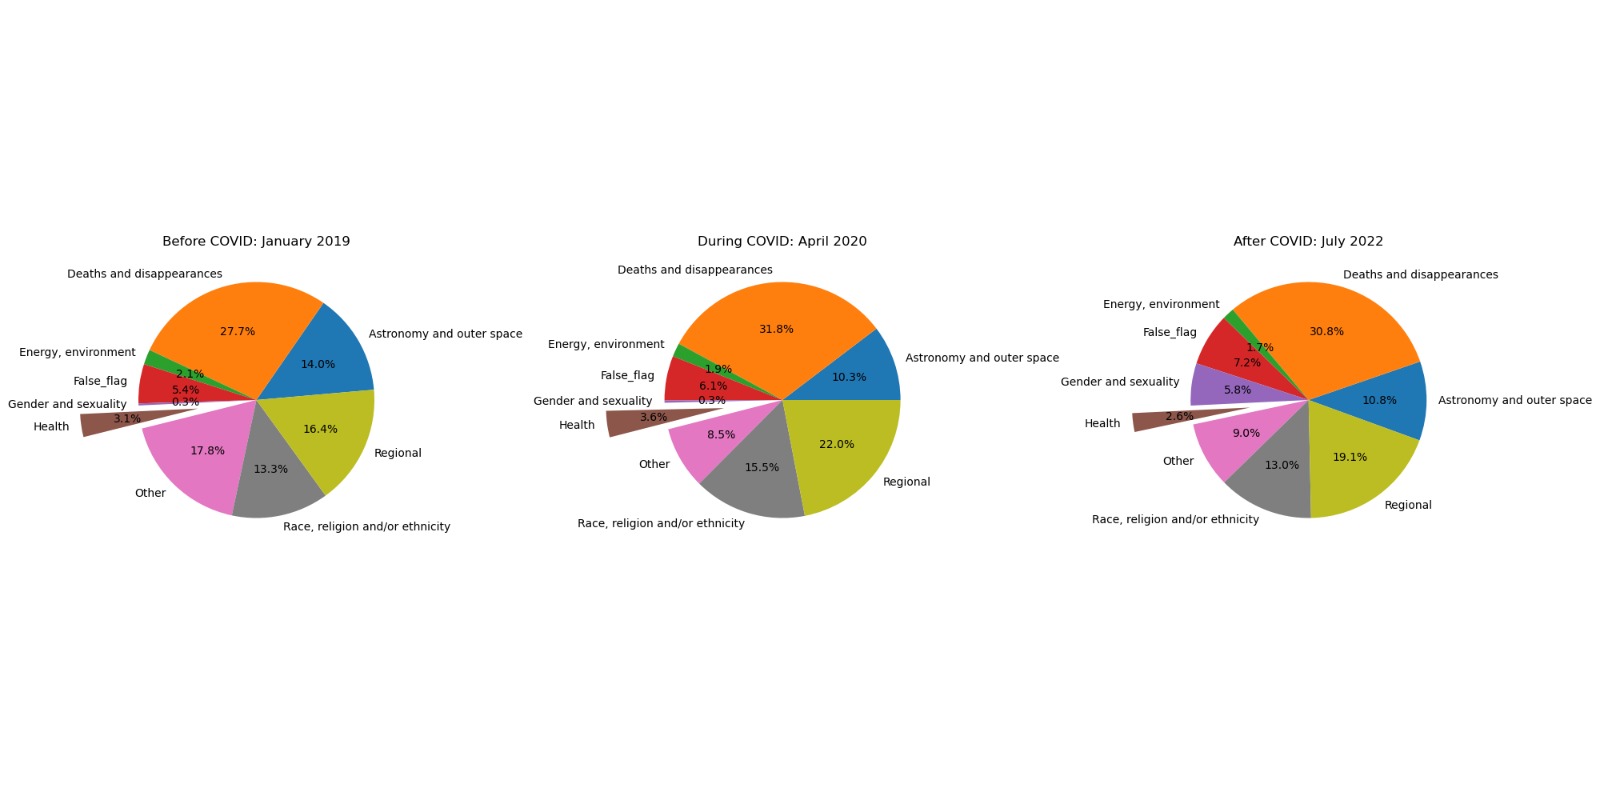 Before COVID: January 2019
Deaths and disappearances
27.7%
Astronomy and outer space
14.0%
Energy, environment
2.1%
False_flag
5.4%
Gender and sexuality
0.3%
Health
3.1%
Other
17.8%
Race, religion and/or ethnicity
13.3%
Regional
16.4%
During COVID: April 2020
Deaths and disappearances
31.8%
Astronomy and outer space
10.3%
Energy, environment
1.9%
False_flag
6.1%
Gender and sexuality
0.3%
Health
3.6%
Other
8.5%
Race, religion and/or ethnicity
15.5%
Regional
22.0%
After COVID: July 2022
Deaths and disappearances
30.8%
Energy, environment
1.7%
False_flag
7.2%
Gender and sexuality
5.8%
Astronomy and outer space
10.8%
Health
2.6%
Other
9.0%
Race, religion and/or ethnicity
13.0%
Regional
19.1%